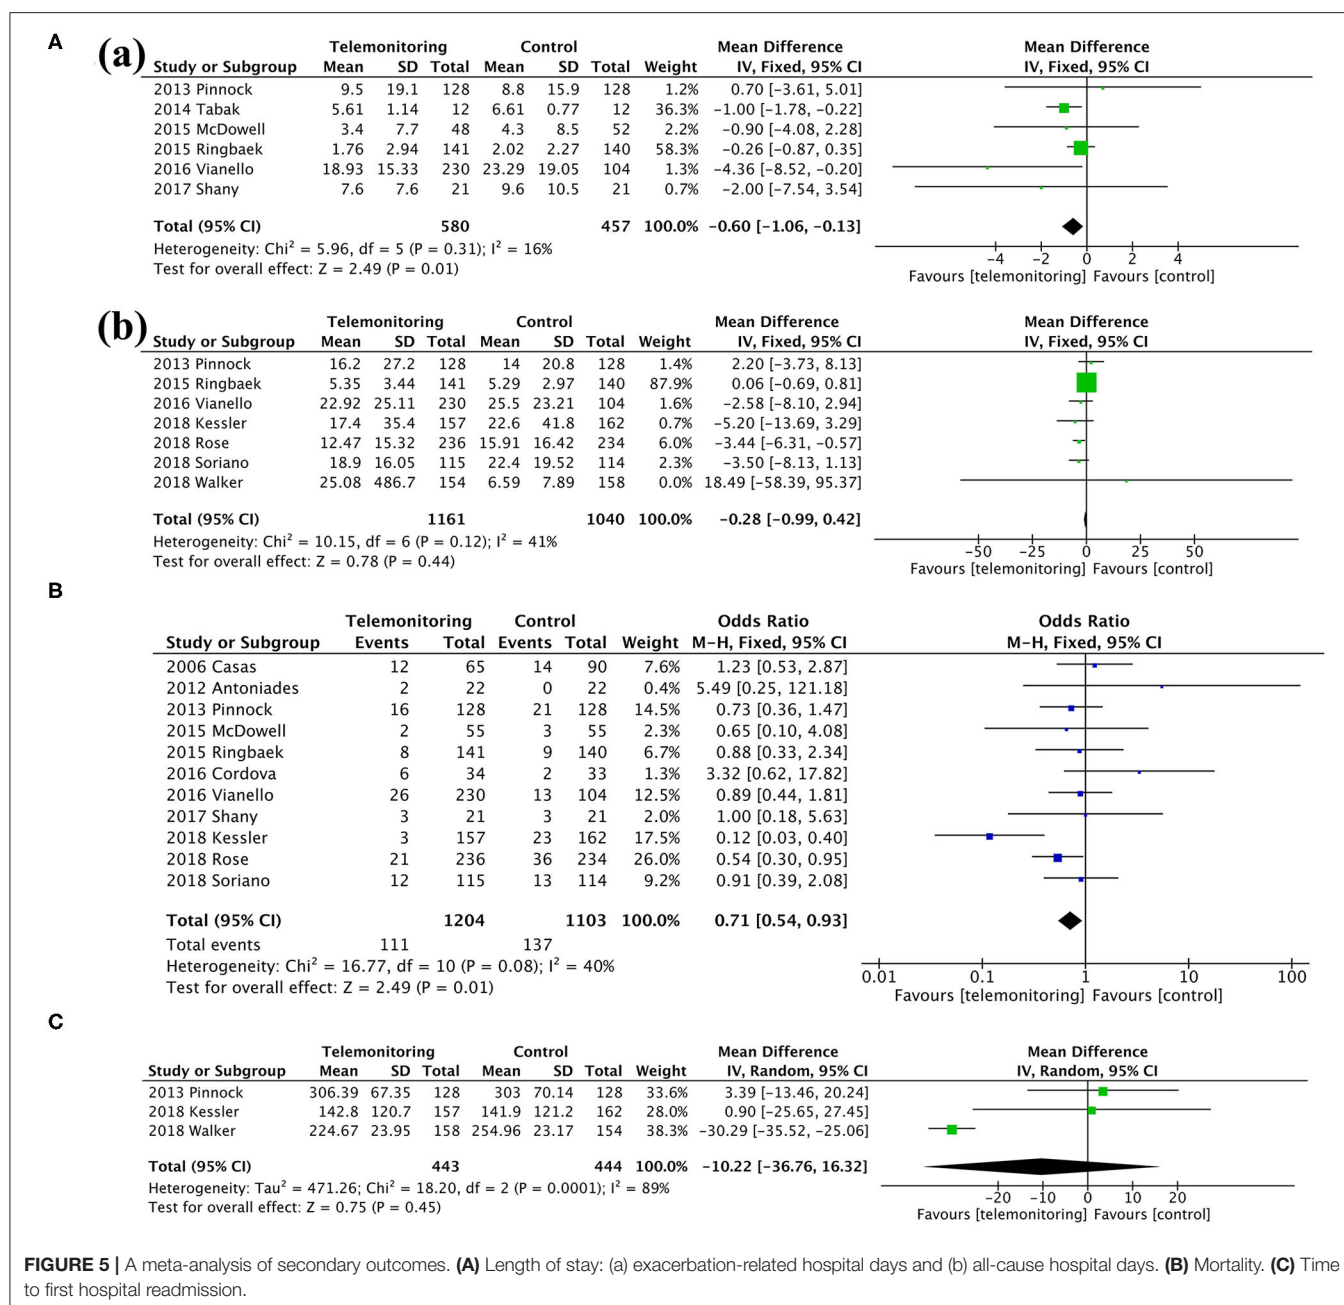 A
(a)
Telemonitoring Control Mean Difference Mean Difference
Study or Subgroup Mean SD Total Mean SD Total Weight IV, Fixed, 95% CI IV, Fixed, 95% CI
2013 Pinnock 9.5 19.1 128 8.8 15.9 128 1.2% 0.70 [−3.61, 5.01]
2014 Tabak 5.61 1.14 12 6.61 0.77 12 36.3% −1.00 [−1.78, −0.22]
2015 McDowell 3.4 7.7 48 4.3 8.5 52 2.2% −0.90 [−4.08, 2.28]
2015 Ringbaek 1.76 2.94 141 2.02 2.27 140 58.3% −0.26 [−0.87, 0.35]
2016 Vianello 18.93 15.33 230 23.29 19.05 104 1.3% −4.36 [−8.52, −0.20]
2017 Shany 7.6 7.6 21 9.6 10.5 21 0.7% −2.00 [−7.54, 3.54]
Total (95% CI) 580 457 100.0% −0.60 [−1.06, −0.13]
Heterogeneity: Chi² = 5.96, df = 5 (P = 0.31); I² = 16%
Test for overall effect: Z = 2.49 (P = 0.01)
−4 −2 0 2 4
Favours [telemonitoring] Favours [control]
(b)
Telemonitoring Control Mean Difference Mean Difference
Study or Subgroup Mean SD Total Mean SD Total Weight IV, Fixed, 95% CI IV, Fixed, 95% CI
2013 Pinnock 16.2 27.2 128 14 20.8 128 1.4% 2.20 [−3.73, 8.13]
2015 Ringbaek 5.35 3.44 141 5.29 2.97 140 87.9% 0.06 [−0.69, 0.81]
2016 Vianello 22.92 25.11 230 25.5 23.21 104 1.6% −2.58 [−8.10, 2.94]
2018 Kessler 17.4 35.4 157 22.6 41.8 162 0.7% −5.20 [−13.69, 3.29]
2018 Rose 12.47 15.32 236 15.91 16.42 234 6.0% −3.44 [−6.31, −0.57]
2018 Soriano 18.9 16.05 115 22.4 19.52 114 2.3% −3.50 [−8.13, 1.13]
2018 Walker 25.08 486.7 154 6.59 7.89 158 0.0% 18.49 [−58.39, 95.37]
Total (95% CI) 1161 1040 100.0% −0.28 [−0.99, 0.42]
Heterogeneity: Chi² = 10.15, df = 6 (P = 0.12); I² = 41%
Test for overall effect: Z = 0.78 (P = 0.44)
−50 −25 0 25 50
Favours [telemonitoring] Favours [control]
B
Telemonitoring Control Odds Ratio Odds Ratio
Study or Subgroup Events Total Events Total Weight M−H, Fixed, 95% CI M−H, Fixed, 95% CI
2006 Casas 12 65 14 90 7.6% 1.23 [0.53, 2.87]
2012 Antoniades 2 22 0 22 0.4% 5.49 [0.25, 121.18]
2013 Pinnock 16 128 21 128 14.5% 0.73 [0.36, 1.47]
2015 McDowell 2 55 3 55 2.3% 0.65 [0.10, 4.08]
2015 Ringbaek 8 141 9 140 6.7% 0.88 [0.33, 2.34]
2016 Cordova 6 34 2 33 1.3% 3.32 [0.62, 17.82]
2016 Vianello 26 230 13 104 12.5% 0.89 [0.44, 1.81]
2017 Shany 3 21 3 21 2.0% 1.00 [0.18, 5.63]
2018 Kessler 3 157 23 162 17.5% 0.12 [0.03, 0.40]
2018 Rose 21 236 36 234 26.0% 0.54 [0.30, 0.95]
2018 Soriano 12 115 13 114 9.2% 0.91 [0.39, 2.08]
Total (95% CI) 1204 1103 100.0% 0.71 [0.54, 0.93]
Total events 111 137
Heterogeneity: Chi² = 16.77, df = 10 (P = 0.08); I² = 40%
Test for overall effect: Z = 2.49 (P = 0.01)
0.01 0.1 1 10 100
Favours [telemonitoring] Favours [control]
C
Telemonitoring Control Mean Difference Mean Difference
Study or Subgroup Mean SD Total Mean SD Total Weight IV, Random, 95% CI IV, Random, 95% CI
2013 Pinnock 306.39 67.35 128 303 70.14 128 33.6% 3.39 [−13.46, 20.24]
2018 Kessler 142.8 120.7 157 141.9 121.2 162 28.0% 0.90 [−25.65, 27.45]
2018 Walker 224.67 23.95 158 254.96 23.17 154 38.3% −30.29 [−35.52, −25.06]
Total (95% CI) 443 444 100.0% −10.22 [−36.76, 16.32]
Heterogeneity: Tau² = 471.26; Chi² = 18.20, df = 2 (P = 0.0001); I² = 89%
Test for overall effect: Z = 0.75 (P = 0.45)
−20 −10 0 10 20
Favours [telemonitoring] Favours [control]
FIGURE 5 | A meta-analysis of secondary outcomes. (A) Length of stay: (a) exacerbation-related hospital days and (b) all-cause hospital days. (B) Mortality. (C) Time
to first hospital readmission.